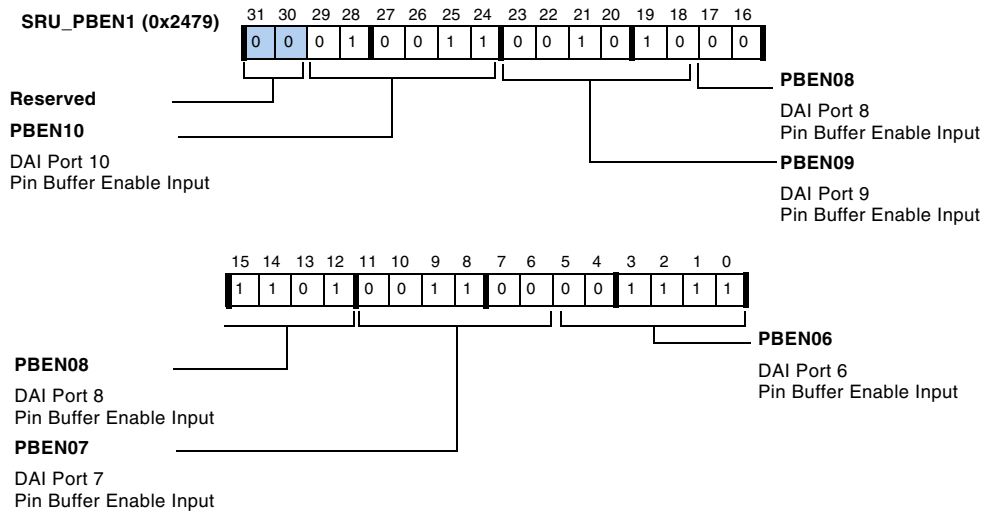 SRU_PBEN1 (0x2479)
31 30 29 28 27 26 25 24 23 22 21 20 19 18 17 16
0 0 0 1 0 0 1 1 0 0 1 0 1 0 0 0
Reserved
PBEN10
DAI Port 10
Pin Buffer Enable Input
PBEN08
DAI Port 8
Pin Buffer Enable Input
PBEN09
DAI Port 9
Pin Buffer Enable Input
15 14 13 12 11 10 9 8 7 6 5 4 3 2 1 0
1 1 0 1 0 0 1 1 0 0 0 0 1 1 1 1
PBEN08
DAI Port 8
Pin Buffer Enable Input
PBEN07
DAI Port 7
Pin Buffer Enable Input
PBEN06
DAI Port 6
Pin Buffer Enable Input